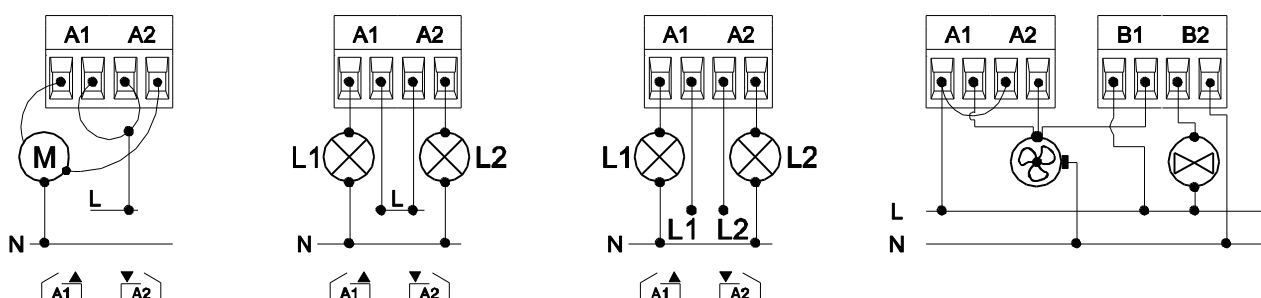 A1 A2 A1 A2 A1 A2 A1 A2 B1 B2
M L1 L2 L1 L2
L L L1 L2 L
N N N N
A1 A2 A1 A2 A1 A2